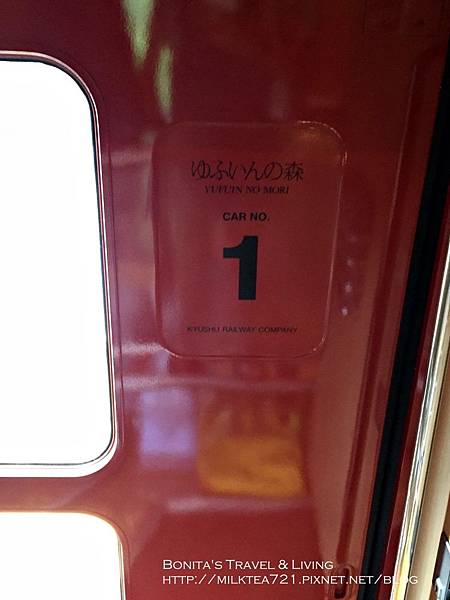 ゆふいんの森
YUFUIN NO MORI
CAR NO.
1
KYUSHU RAILWAY COMPANY
BONITA'S TRAVEL & LIVING
HTTP://MILKTEA721.PIXNET.NET/BLOG